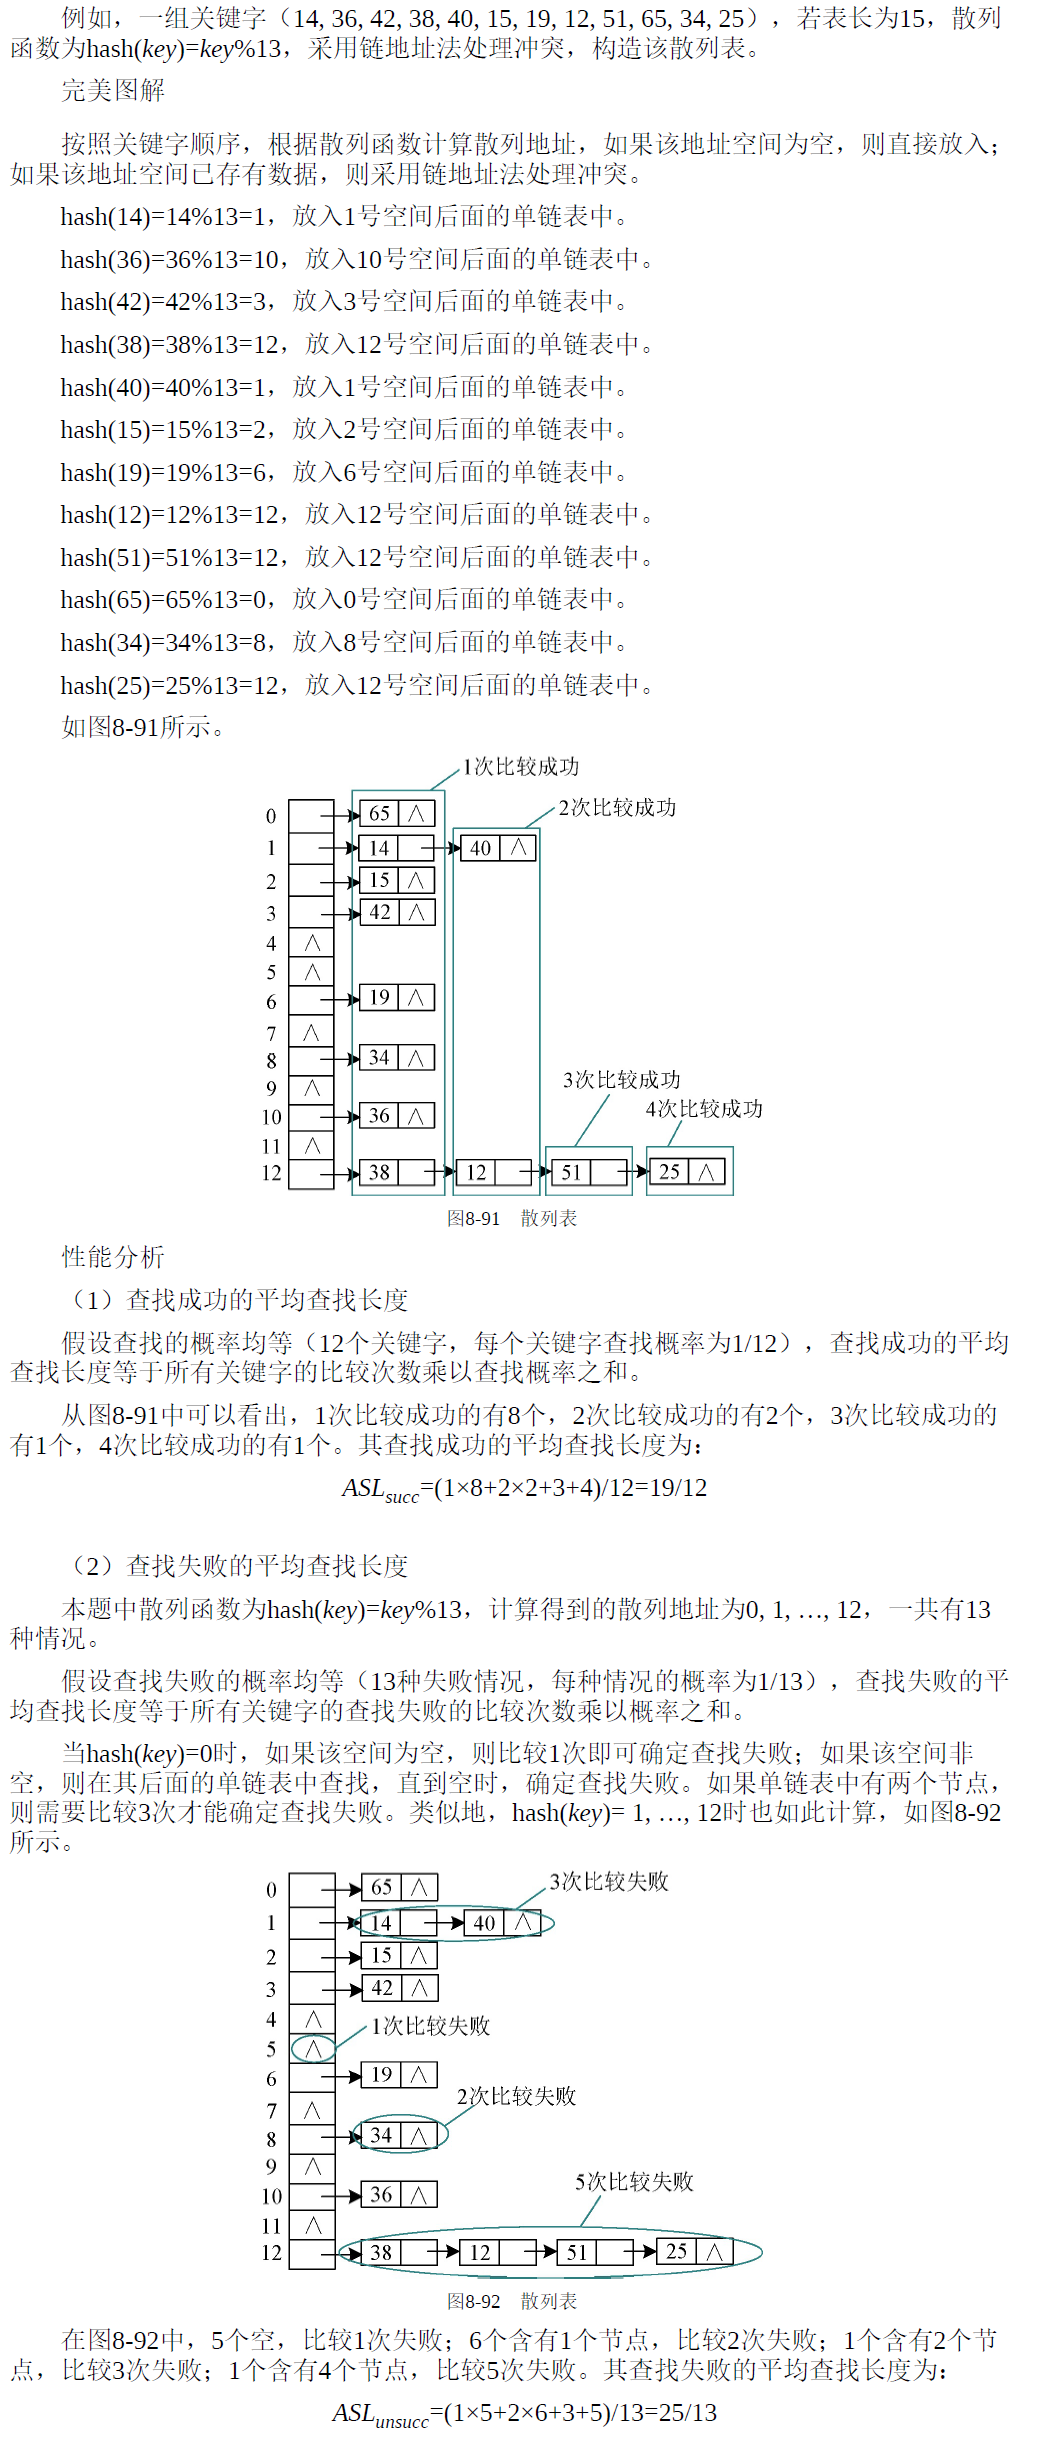 例如，一组关键字（14, 36, 42, 38, 40, 15, 19, 12, 51, 65, 34, 25），若表长为15，散列
函数为hash(key)=key%13，采用链地址法处理冲突，构造该散列表。
完美图解
按照关键字顺序，根据散列函数计算散列地址，如果该地址空间为空，则直接放入；
如果该地址空间已存有数据，则采用链地址法处理冲突。
hash(14)=14%13=1，放入1号空间后面的单链表中。
hash(36)=36%13=10，放入10号空间后面的单链表中。
hash(42)=42%13=3，放入3号空间后面的单链表中。
hash(38)=38%13=12，放入12号空间后面的单链表中。
hash(40)=40%13=1，放入1号空间后面的单链表中。
hash(15)=15%13=2，放入2号空间后面的单链表中。
hash(19)=19%13=6，放入6号空间后面的单链表中。
hash(12)=12%13=12，放入12号空间后面的单链表中。
hash(51)=51%13=12，放入12号空间后面的单链表中。
hash(65)=65%13=0，放入0号空间后面的单链表中。
hash(34)=34%13=8，放入8号空间后面的单链表中。
hash(25)=25%13=12，放入12号空间后面的单链表中。
如图8-91所示。
1次比较成功
2次比较成功
0 65 ∧
1 14 40 ∧
2 15 ∧
3 42 ∧
4 ∧
5 ∧
6 19 ∧
7 ∧
8 34 ∧
9 ∧
3次比较成功
4次比较成功
10 36 ∧
11 ∧
12 38 12 51 25 ∧
图8-91 散列表
性能分析
（1）查找成功的平均查找长度
假设查找的概率均等（12个关键字，每个关键字查找概率为1/12），查找成功的平均
查找长度等于所有关键字的比较次数乘以查找概率之和。
从图8-91中可以看出，1次比较成功的有8个，2次比较成功的有2个，3次比较成功的
有1个，4次比较成功的有1个。其查找成功的平均查找长度为：
ASLsucc=(1×8+2×2+3+4)/12=19/12
（2）查找失败的平均查找长度
本题中散列函数为hash(key)=key%13，计算得到的散列地址为0, 1, …, 12，一共有13
种情况。
假设查找失败的概率均等（13种失败情况，每种情况的概率为1/13），查找失败的平
均查找长度等于所有关键字的查找失败的比较次数乘以概率之和。
当hash(key)=0时，如果该空间为空，则比较1次即可确定查找失败；如果该空间非
空，则在其后面的单链表中查找，直到空时，确定查找失败。如果单链表中有两个节点，
则需要比较3次才能确定查找失败。类似地，hash(key)= 1, …, 12时也如此计算，如图8-92
所示。
3次比较失败
0 65 ∧
1 14 40 ∧
2 15 ∧
3 42 ∧
4 ∧
1次比较失败
5 ∧
6 19 ∧
2次比较失败
7 ∧
8 34 ∧
9 ∧
5次比较失败
10 36 ∧
11 ∧
12 38 12 51 25 ∧
图8-92 散列表
在图8-92中，5个空，比较1次失败；6个含有1个节点，比较2次失败；1个含有2个节
点，比较3次失败；1个含有4个节点，比较5次失败。其查找失败的平均查找长度为：
ASLunsucc=(1×5+2×6+3+5)/13=25/13